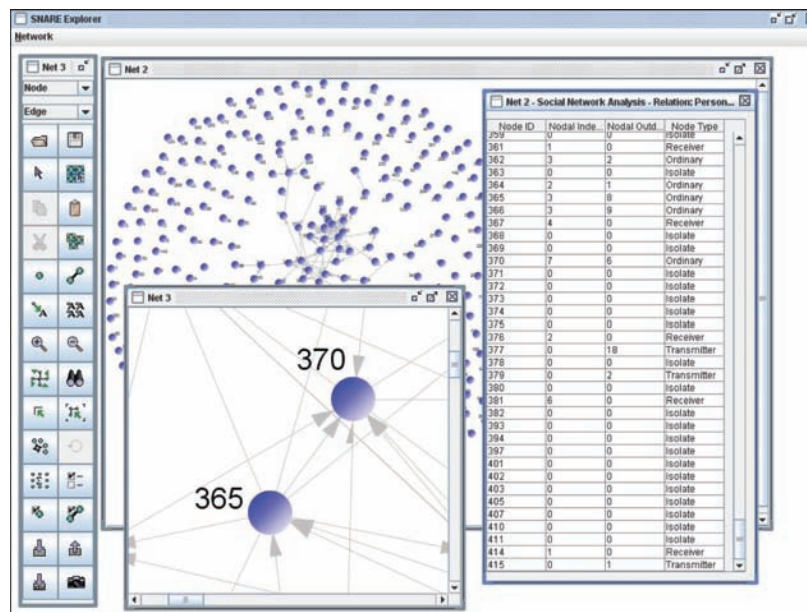 SNARE Explorer
Network
Net 3
Node
Edge
Net 2
Net 3
370
365
Net 2 - Social Network Analysis - Relation: Person...
Node ID Nodal Inde... Nodal Outd... Node Type
359 0 0 Isolate
361 1 0 Receiver
362 3 2 Ordinary
363 0 0 Isolate
364 2 1 Ordinary
365 3 8 Ordinary
366 3 9 Ordinary
367 4 0 Receiver
368 0 0 Isolate
369 0 0 Isolate
370 7 6 Ordinary
371 0 0 Isolate
372 0 0 Isolate
373 0 0 Isolate
374 0 0 Isolate
375 0 0 Isolate
376 2 0 Receiver
377 0 18 Transmitter
378 0 0 Isolate
379 0 2 Transmitter
380 0 0 Isolate
381 6 0 Receiver
382 0 0 Isolate
393 0 0 Isolate
394 0 0 Isolate
397 0 0 Isolate
401 0 0 Isolate
402 0 0 Isolate
403 0 0 Isolate
405 0 0 Isolate
407 0 0 Isolate
410 0 0 Isolate
411 0 0 Isolate
414 1 0 Receiver
415 0 1 Transmitter